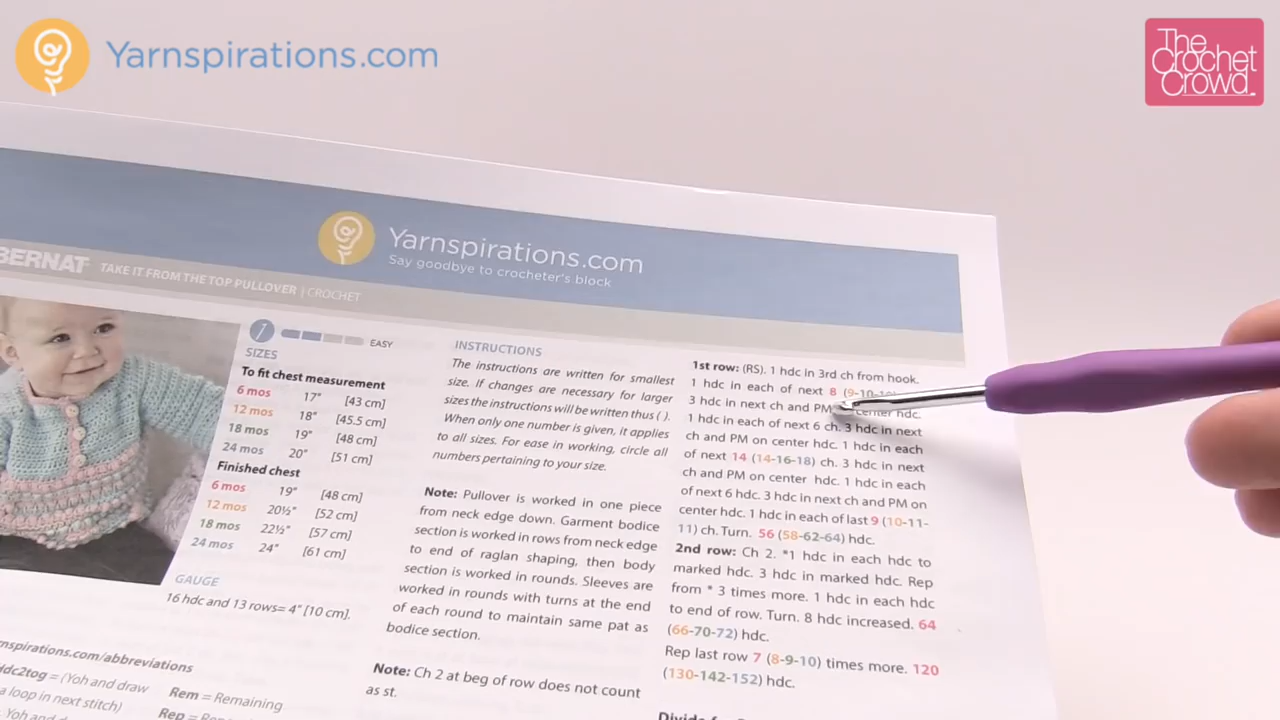 Yarnspirations.com
The
Crochet
Crowd
Yarnspirations.com
Say goodbye to crocheter's block
BERNAT TAKE IT FROM THE TOP PULLOVER | CROCHET
EASY
SIZES
To fit chest measurement
6 mos 17" [43 cm]
12 mos 18" [45.5 cm]
18 mos 19" [48 cm]
24 mos 20" [51 cm]
Finished chest
6 mos 19" [48 cm]
12 mos 20½" [52 cm]
18 mos 22½" [57 cm]
24 mos 24" [61 cm]
GAUGE
16 hdc and 13 rows= 4" [10 cm].
nspirations.com/abbreviations
Hdc2tog = (Yoh and draw
a loop in next stitch)
Yoh and
Rem = Remaining
Rep =
INSTRUCTIONS
The instructions are written for smallest
size. If changes are necessary for larger
sizes the instructions will be written thus ( ).
When only one number is given, it applies
to all sizes. For ease in working, circle all
numbers pertaining to your size.
Note: Pullover is worked in one piece
from neck edge down. Garment bodice
section is worked in rows from neck edge
to end of raglan shaping, then body
section is worked in rounds. Sleeves are
worked in rounds with turns at the end
of each round to maintain same pat as
bodice section.
Note: Ch 2 at beg of row does not count
as st.
1st row: (RS). 1 hdc in 3rd ch from hook.
1 hdc in each of next 8 (9-10-
3 hdc in next ch and PM center hdc.
1 hdc in each of next 6 ch. 3 hdc in next
ch and PM on center hdc. 1 hdc in each
of next 14 (14-16-18) ch. 3 hdc in next
ch and PM on center hdc. 1 hdc in each
of next 6 hdc. 3 hdc in next ch and PM on
center hdc. 1 hdc in each of last 9 (10-11-
11) ch. Turn. 56 (58-62-64) hdc.
2nd row: Ch 2. *1 hdc in each hdc to
marked hdc. 3 hdc in marked hdc. Rep
from * 3 times more. 1 hdc in each hdc
to end of row. Turn. 8 hdc increased. 64
(66-70-72) hdc.
Rep last row 7 (8-9-10) times more. 120
(130-142-152) hdc.